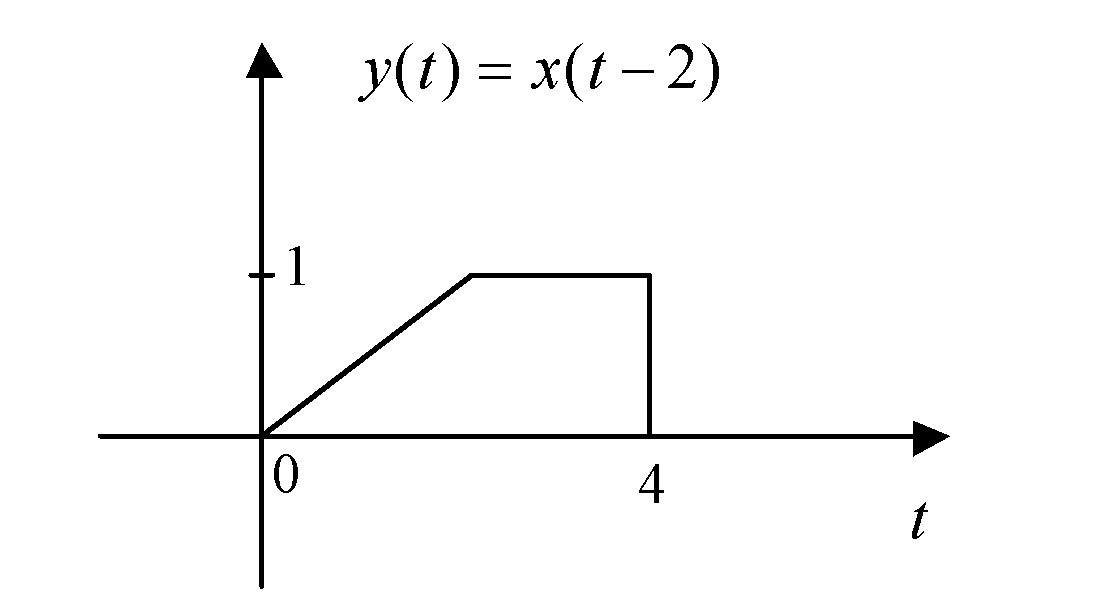 y(t) = x(t − 2)
1
0
4
t